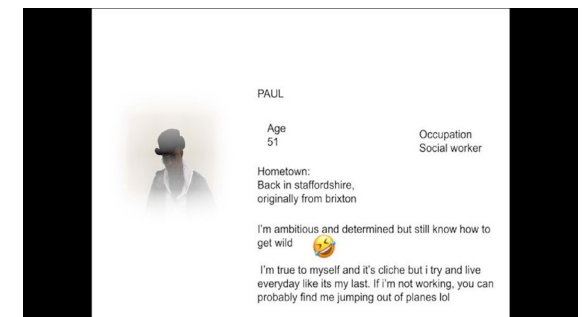 PAUL
Age
51
Occupation
Social worker
Hometown:
Back in staffordshire,
originally from brixton
I'm ambitious and determined but still know how to
get wild 🤣
I'm true to myself and it's cliche but i try and live
everyday like its my last. If i'm not working, you can
probably find me jumping out of planes lol